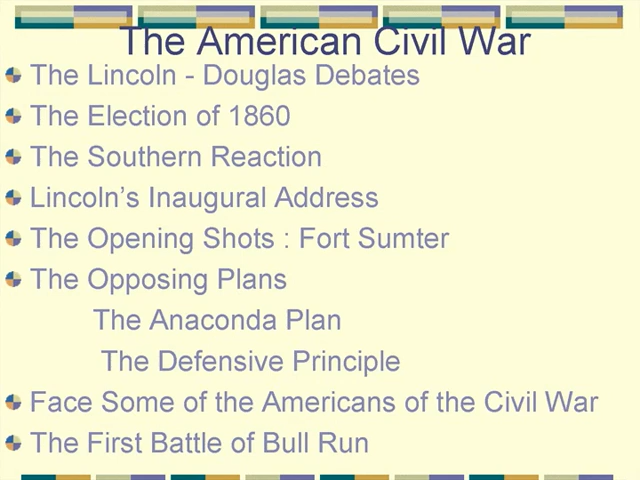 The American Civil War
The Lincoln - Douglas Debates
The Election of 1860
The Southern Reaction
Lincoln’s Inaugural Address
The Opening Shots : Fort Sumter
The Opposing Plans
The Anaconda Plan
The Defensive Principle
Face Some of the Americans of the Civil War
The First Battle of Bull Run